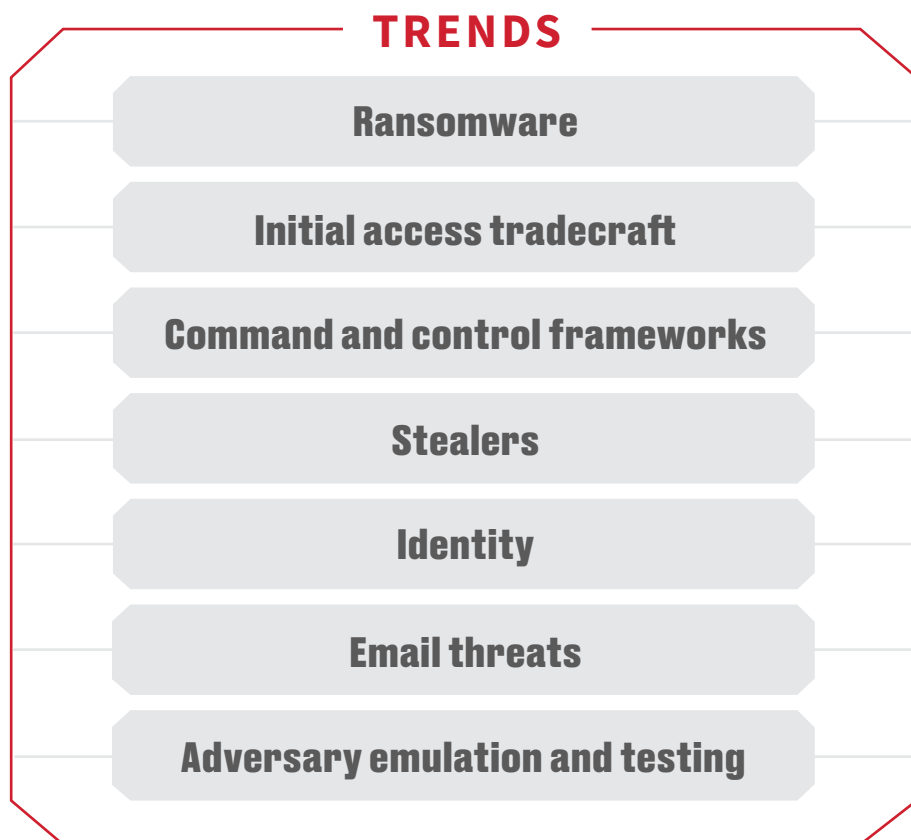 TRENDS
Ransomware
Initial access tradecraft
Command and control frameworks
Stealers
Identity
Email threats
Adversary emulation and testing